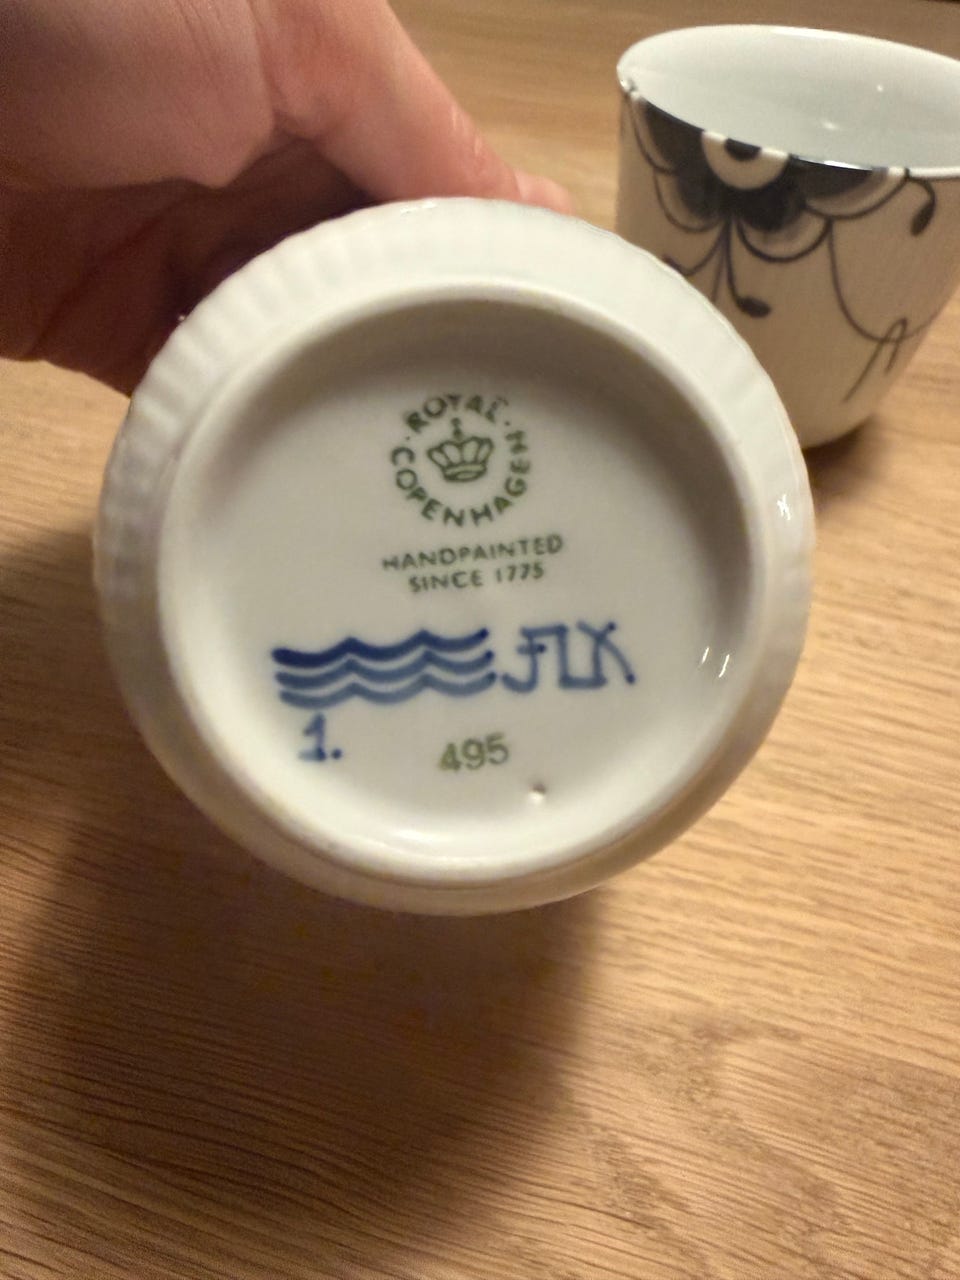 ROYAL
COPENHAGEN
HANDPAINTED
SINCE 1775
1.
495